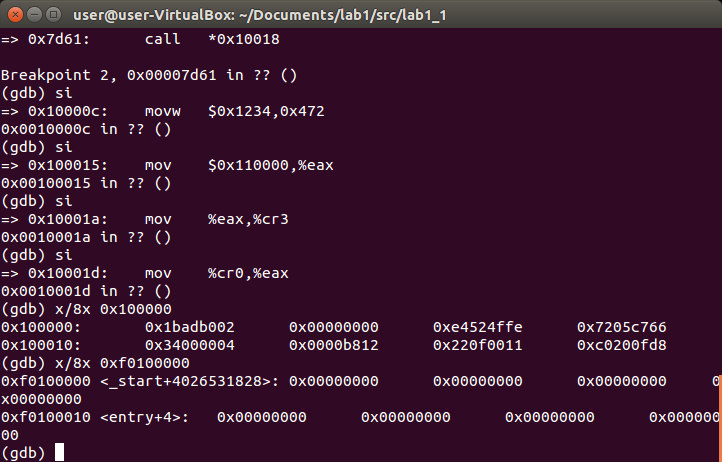 user@user-VirtualBox: ~/Documents/lab1/src/lab1_1
=> 0x7d61:      call   *0x10018

Breakpoint 2, 0x00007d61 in ?? ()
(gdb) si
=> 0x10000c:    movw   $0x1234,0x472
0x0010000c in ?? ()
(gdb) si
=> 0x100015:    mov    $0x110000,%eax
0x00100015 in ?? ()
(gdb) si
=> 0x10001a:    mov    %eax,%cr3
0x0010001a in ?? ()
(gdb) si
=> 0x10001d:    mov    %cr0,%eax
0x0010001d in ?? ()
(gdb) x/8x 0x100000
0x100000:       0x1badb002      0x00000000      0xe4524ffe      0x7205c766
0x100010:       0x34000004      0x0000b812      0x220f0011      0xc0200fd8
(gdb) x/8x 0xf0100000
0xf0100000 <_start+4026531828>: 0x00000000      0x00000000      0x00000000      0
x00000000
0xf0100010 <entry+4>:   0x00000000      0x00000000      0x00000000      0x000000
00
(gdb)